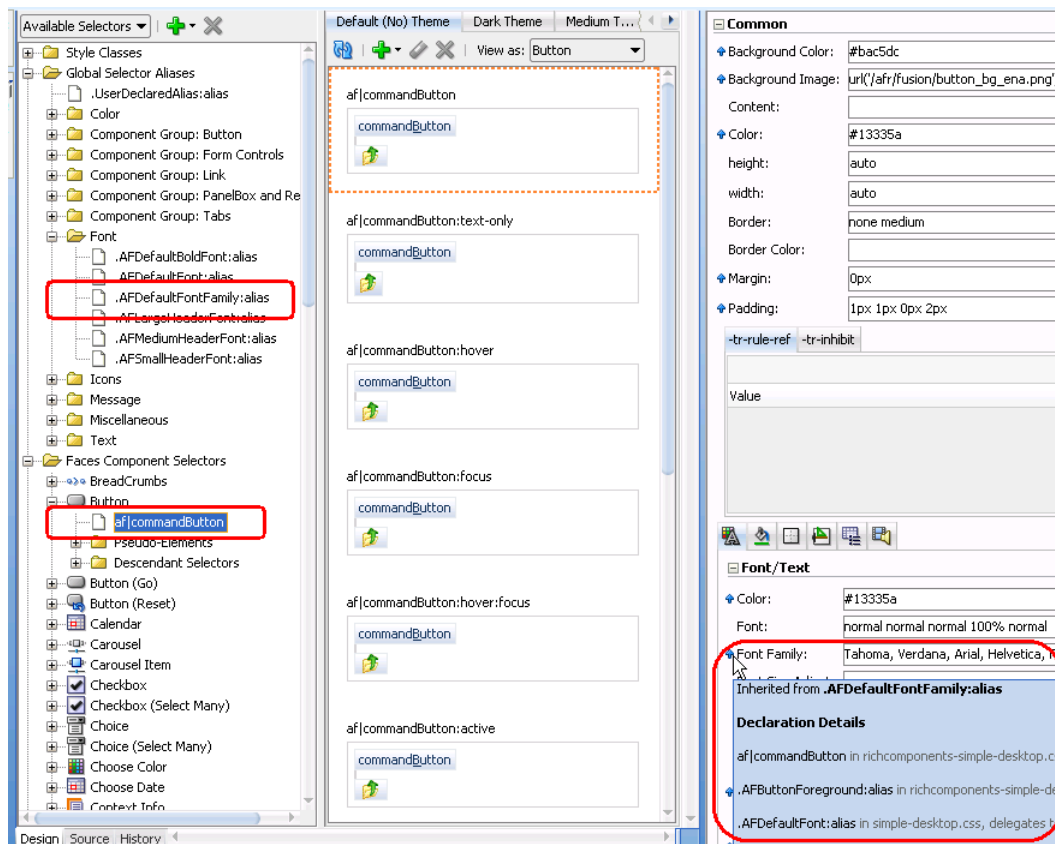 Available Selectors
Style Classes
Global Selector Aliases
.UserDeclaredAlias:alias
Color
Component Group: Button
Component Group: Form Controls
Component Group: Link
Component Group: PanelBox and Re
Component Group: Tabs
Font
.AFDefaultBoldFont:alias
.AFDefaultFont:alias
.AFDefaultFontFamily:alias
.AFLargeHeaderFont:alias
.AFMediumHeaderFont:alias
.AFSmallHeaderFont:alias
Icons
Message
Miscellaneous
Text
Faces Component Selectors
BreadCrumbs
Button
af|commandButton
Pseudo-Elements
Descendant Selectors
Button (Go)
Button (Reset)
Calendar
Carousel
Carousel Item
Checkbox
Checkbox (Select Many)
Choice
Choice (Select Many)
Choose Color
Choose Date
Context Info
Design Source History
Default (No) Theme Dark Theme Medium T...
View as: Button
af|commandButton
commandButton
af|commandButton:text-only
commandButton
af|commandButton:hover
commandButton
af|commandButton:focus
commandButton
af|commandButton:hover:focus
commandButton
af|commandButton:active
commandButton
Common
Background Color: #bac5dc
Background Image: url('/afr/fusion/button_bg_ena.png'
Content:
Color: #13335a
height: auto
width: auto
Border: none medium
Border Color:
Margin: 0px
Padding: 1px 1px 0px 2px
-tr-rule-ref -tr-inhibit
Value
Font/Text
Color: #13335a
Font: normal normal normal 100% normal
Font Family: Tahoma, Verdana, Arial, Helvetica,
Inherited from .AFDefaultFontFamily:alias
Declaration Details
af|commandButton in richcomponents-simple-desktop.c
.AFButtonForeground:alias in richcomponents-simple-de
.AFDefaultFont:alias in simple-desktop.css, delegates t